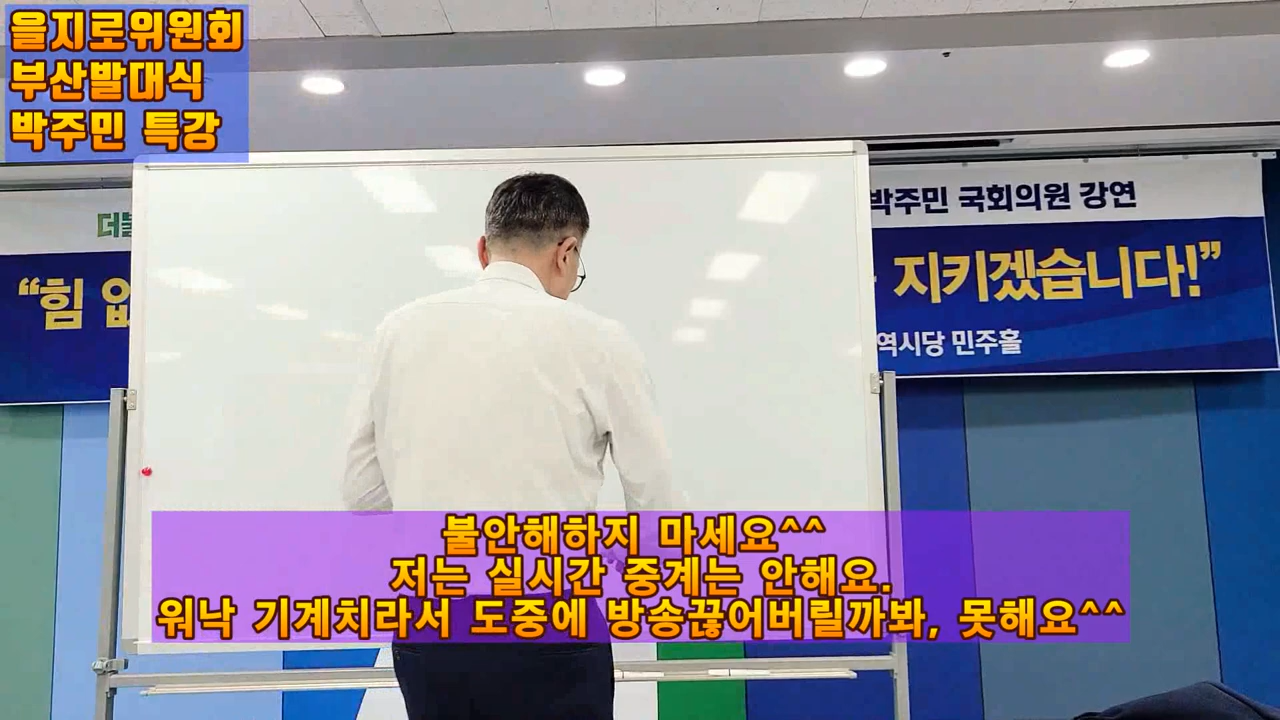 을지로위원회
부산발대식
박주민 특강
박주민 국회의원 강연
“힘
지키겠습니다!”
역시당 민주홀
불안해하지 마세요^^
저는 실시간 중계는 안해요.
워낙 기계치라서 도중에 방송끊어버릴까봐, 못해요^^